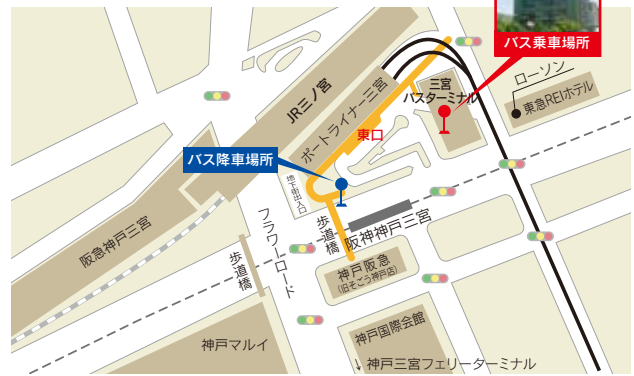 バス乗車場所
JR三ノ宮
ポートライナー三宮
三宮
バスターミナル
ローソン
東急REIホテル
東口
バス降車場所
地下街出入口
阪急神戸三宮
フラワーロード
歩道橋
歩道橋
阪神神戸三宮
神戸阪急
(旧そごう神戸店)
神戸国際会館
神戸マルイ
↓神戸三宮フェリーターミナル